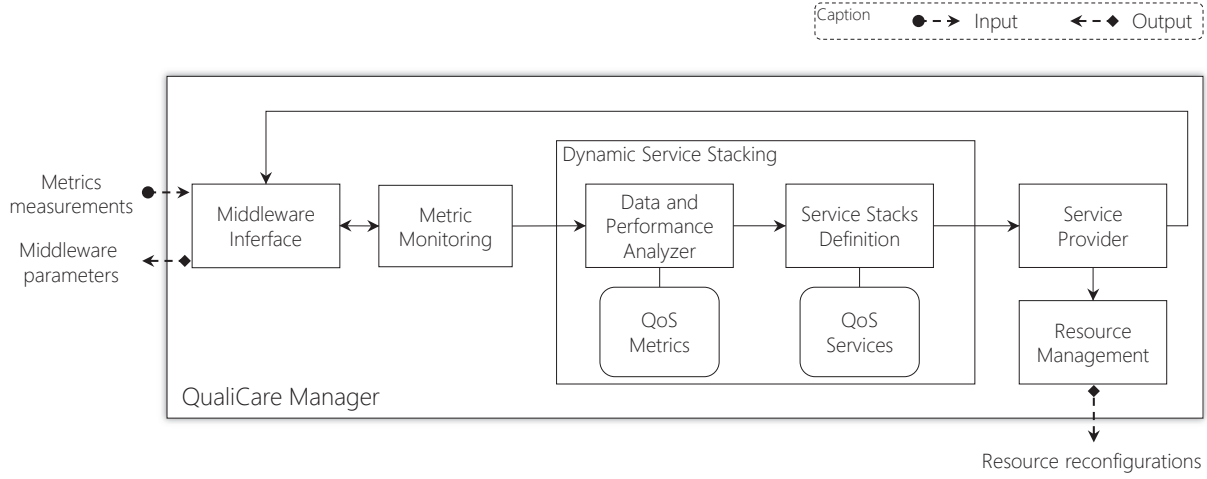 Caption
Input
Output
Dynamic Service Stacking
Metrics
measurements
Middleware
parameters
Middleware
Inferface
Metric
Monitoring
Data and
Performance
Analyzer
Service Stacks
Definition
Service
Provider
QoS
Metrics
QoS
Services
Resource
Management
QualiCare Manager
Resource reconfigurations